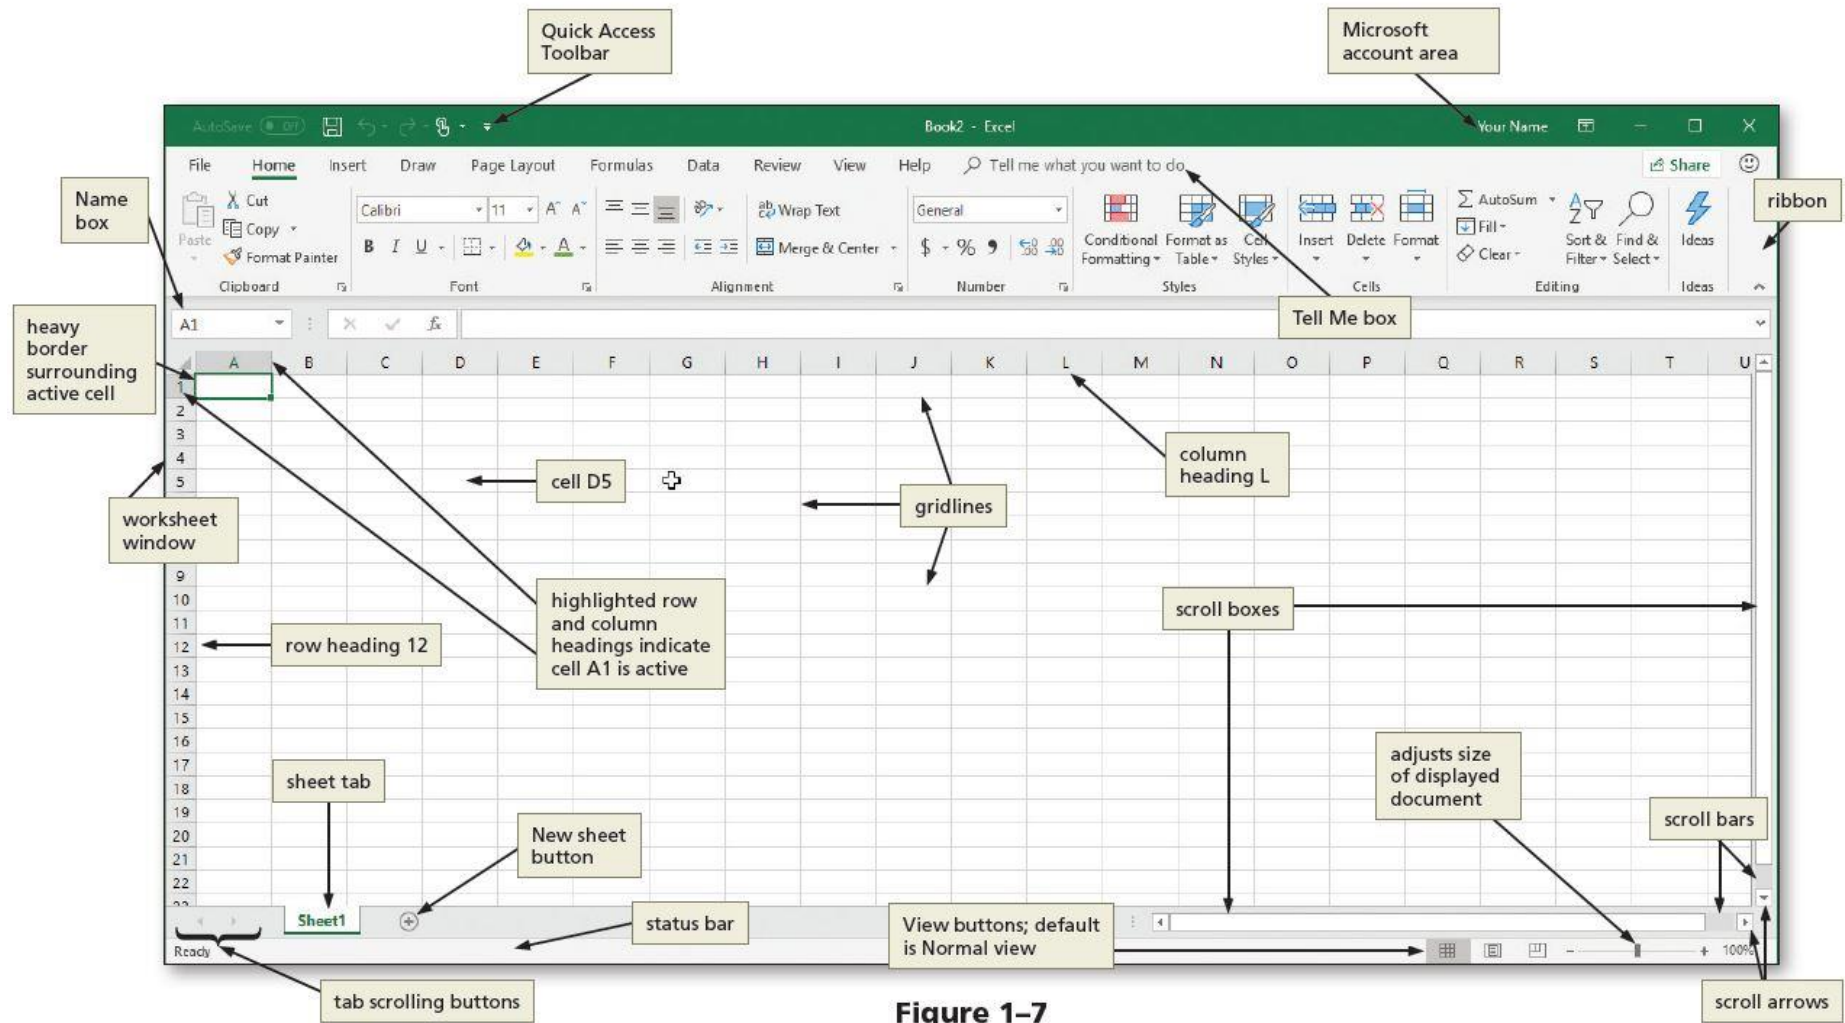 Quick Access
Toolbar
Microsoft
account area
AutoSave Off
Book2 - Excel
Your Name
File Home Insert Draw Page Layout Formulas Data Review View Help Tell me what you want to do Share
Name
box
ribbon
Paste
Cut
Copy
Format Painter
Calibri 11 A A
B I U A
ab Wrap Text
Merge & Center
General
$ % 9
Conditional
Formatting
Format as
Table
Cell
Styles
Insert
Delete
Format
AutoSum
Fill
Clear
Sort &
Filter
Find &
Select
Ideas
Clipboard Font Alignment Number Styles Cells Editing Ideas
Tell Me box
A1 fx
heavy
border
surrounding
active cell
A B C D E F G H I J K L M N O P Q R S T U
1
2
3
4
5
9
10
11
12
13
14
15
16
17
18
19
20
21
22
column
heading L
cell D5
gridlines
worksheet
window
highlighted row
and column
headings indicate
cell A1 is active
scroll boxes
row heading 12
adjusts size
of displayed
document
sheet tab
scroll bars
New sheet
button
Sheet1
status bar
View buttons; default
is Normal view
Ready
100%
tab scrolling buttons
scroll arrows
Figure 1–7